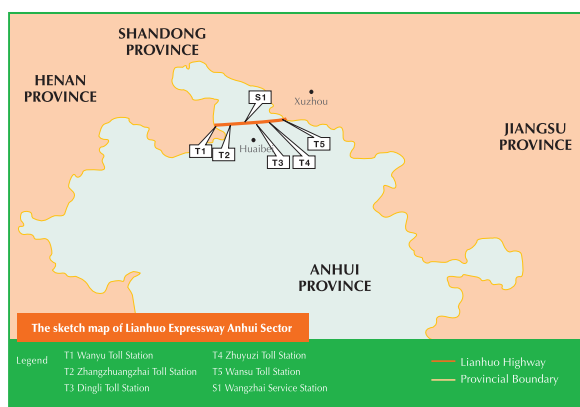 SHANDONG
PROVINCE
HENAN
PROVINCE
S1
Xuzhou
JIANGSU
PROVINCE
T1
T2
Huaibe
T3
T4
T5
ANHUI
PROVINCE
The sketch map of Lianhuo Expressway Anhui Sector
Legend
T1 Wanyu Toll Station
T2 Zhangzhuangzhai Toll Station
T3 Dingli Toll Station
T4 Zhuyuzi Toll Station
T5 Wansu Toll Station
S1 Wangzhai Service Station
Lianhuo Highway
Provincial Boundary